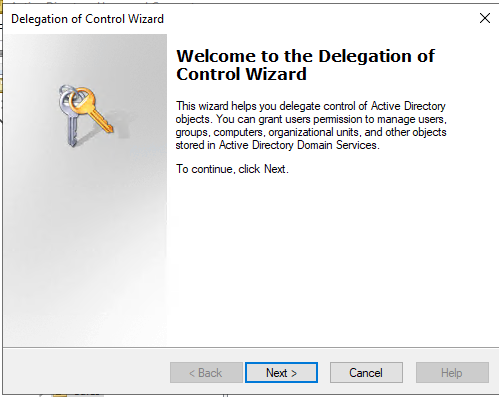 Delegation of Control Wizard
Welcome to the Delegation of
Control Wizard
This wizard helps you delegate control of Active Directory
objects. You can grant users permission to manage users,
groups, computers, organizational units, and other objects
stored in Active Directory Domain Services.
To continue, click Next.
< Back
Next >
Cancel
Help